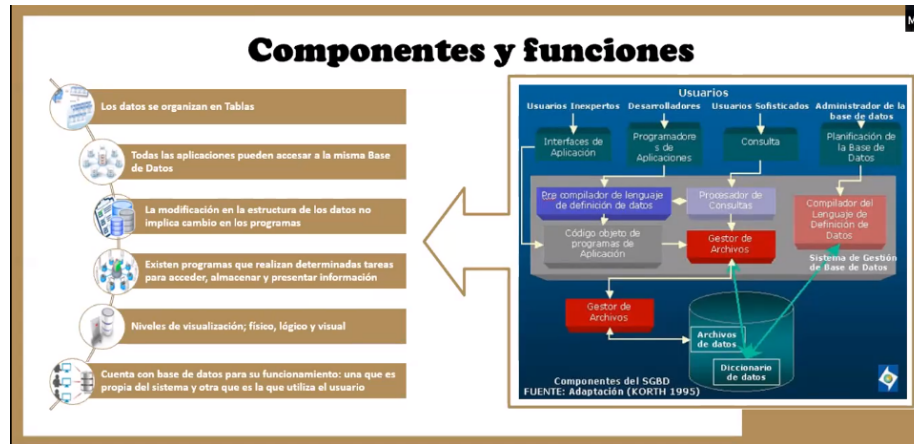 Componentes y funciones
Los datos se organizan en Tablas
Todas las aplicaciones pueden accesar a la misma Base
de Datos
La modificación en la estructura de los datos no
implica cambio en los programas
Existen programas que realizan determinadas tareas
para acceder, almacenar y presentar información
Niveles de visualización; físico, lógico y visual
Cuenta con base de datos para su funcionamiento: una que es
propia del sistema y otra que es la que utiliza el usuario
Usuarios
Usuarios Inexpertos
Desarrolladores
Usuarios Sofisticados
Administrador de la
base de datos
Interfaces de
Aplicación
Programadore
s de
Aplicaciones
Consulta
Planificación de
la Base de
Datos
Pre compilador de lenguaje
de definición de datos
Procesador de
Consultas
Compilador del
Lenguaje de
Definición de
Datos
Código objeto de
programas de
Aplicación
Gestor de
Archivos
Sistema de Gestión
de Base de Datos
Gestor de
Archivos
Archivos
de datos
Diccionario
de datos
Componentes del SGBD
FUENTE: Adaptación (KORTH 1995)